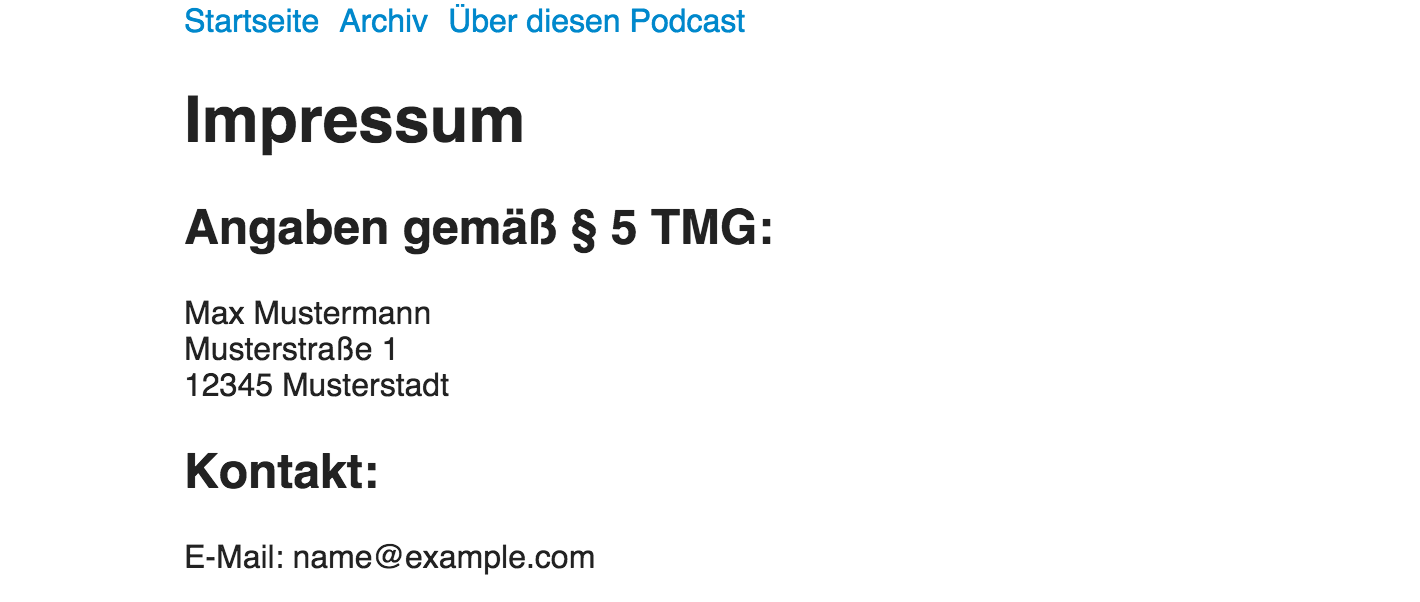 Startseite Archiv Über diesen Podcast
Impressum
Angaben gemäß § 5 TMG:
Max Mustermann
Musterstraße 1
12345 Musterstadt
Kontakt:
E-Mail: name@example.com